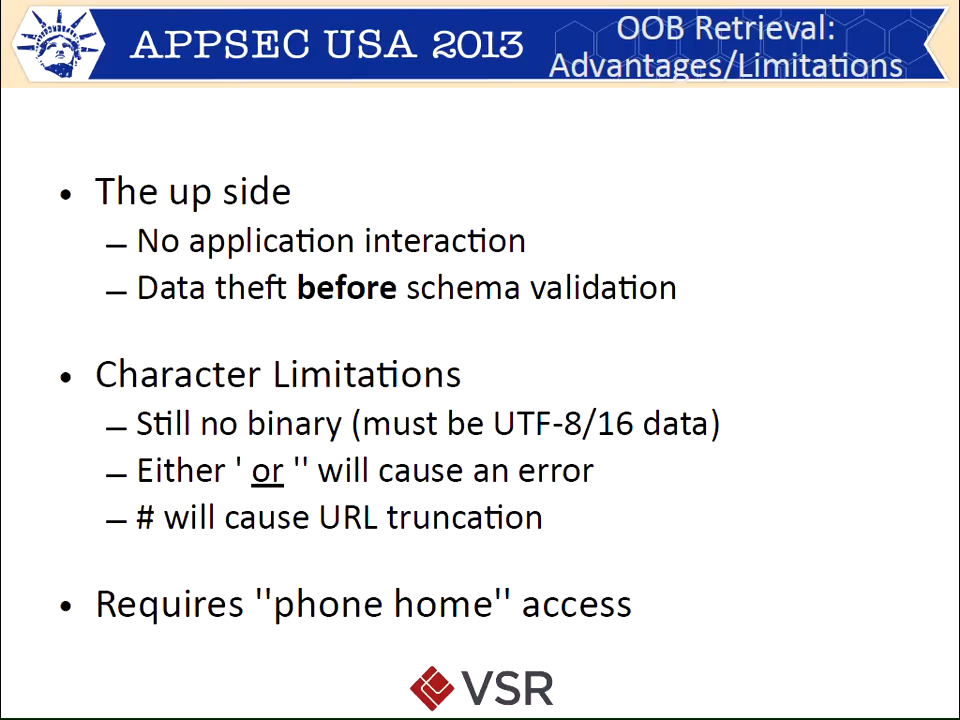 APPSEC USA 2013
OOB Retrieval:
Advantages/Limitations
• The up side
– No application interaction
– Data theft before schema validation
• Character Limitations
– Still no binary (must be UTF-8/16 data)
– Either ' or '' will cause an error
– # will cause URL truncation
• Requires ''phone home'' access
VSR